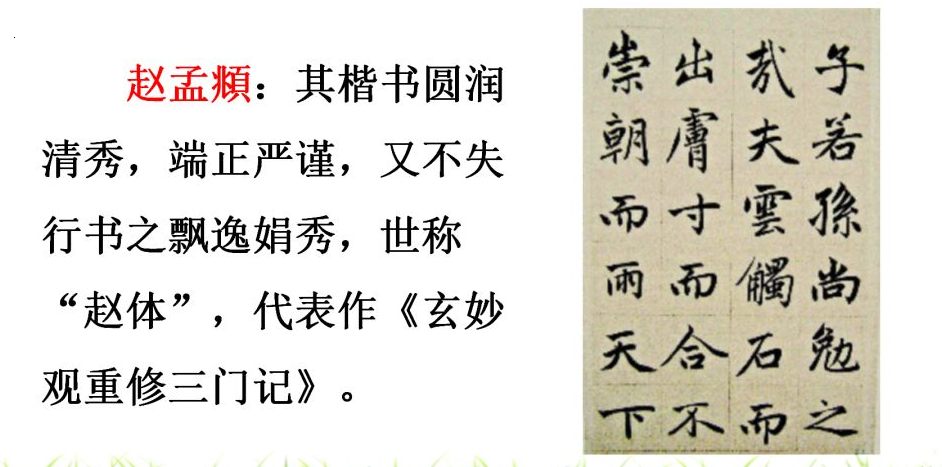 赵孟頫：其楷书圆润
清秀，端正严谨，又不失
行书之飘逸娟秀，世称
“赵体”，代表作《玄妙
观重修三门记》。
子若孫尚勉之
哉夫雲觸石而
出膚寸而合不
崇朝而雨天下